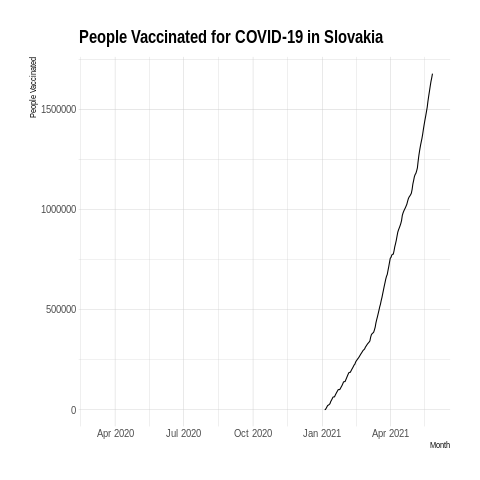 People Vaccinated for COVID-19 in Slovakia
People Vaccinated
1500000
1000000
500000
0
Apr 2020 Jul 2020 Oct 2020 Jan 2021 Apr 2021
Month